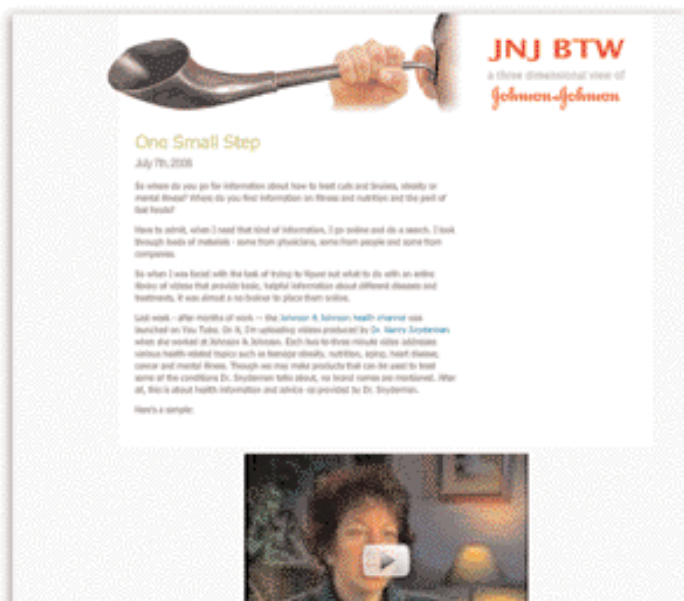 JNJ BTW
a three dimensional view of
Johnson & Johnson
One Small Step
July 7th, 2008
So where do you go for information about how to treat cuts and bruises, obesity or
mental illness? Where do you find information on fitness and nutrition and the peril of
fast foods?
Have to admit, when I need that kind of information, I go online and do a search. I look
through loads of materials - some from physicians, some from people and some from
companies.
So when I was faced with the task of trying to figure out what to do with an entire
library of videos that provide basic, helpful information about different diseases and
treatments, it was almost a no-brainer to place them online.
Last week - after months of work -- the Johnson & Johnson health channel was
launched on You Tube. On it, I'm uploading videos produced by Dr. Nancy Snyderman
when she worked at Johnson & Johnson. Each two-to-three minute video addresses
various health-related topics such as teenage obesity, nutrition, aging, heart disease,
cancer and mental illness. Though we may make products that can be used to treat
some of the conditions Dr. Snyderman talks about, no brand names are mentioned. After
all, this is about health information and advice as provided by Dr. Snyderman.
Here's a sample: